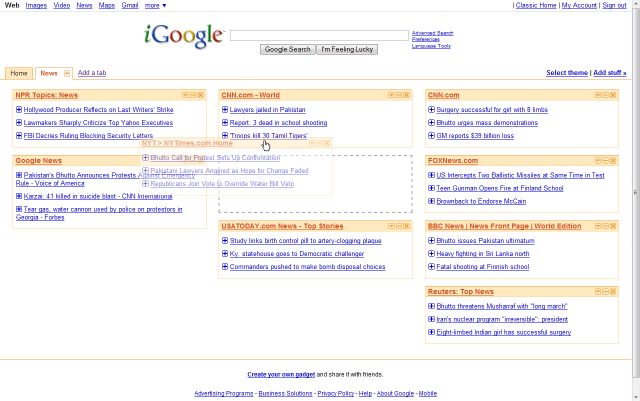 Web Images Video News Maps Gmail more ▼ | Classic Home | My Account | Sign out
iGoogle™
Advanced Search
Preferences
Language Tools
Google Search I'm Feeling Lucky
Home News Add a tab Select theme | Add stuff »
NPR Topics: News
Hollywood Producer Reflects on Last Writers' Strike
Lawmakers Sharply Criticize Top Yahoo Executives
FBI Decries Ruling Blocking Security Letters
Google News
Pakistan's Bhutto Announces Protests Against Emergency
Rule - Voice of America
Karzai: 41 killed in suicide blast - CNN International
Tear gas, water cannon used by police on protestors in
Georgia - Forbes
CNN.com - World
Lawyers jailed in Pakistan
Report: 3 dead in school shooting
'Troops kill 30 Tamil Tigers'
NYT > NYTimes.com Home
Bhutto Call for Protest Sets Up Confrontation
Pakistani Lawyers Angered as Hope for Change Faded
Republicans Join Vote to Override Water Bill Veto
USATODAY.com News - Top Stories
Study links birth control pill to artery-clogging plaque
Ky. statehouse goes to Democratic challenger
Commanders pushed to make bomb disposal choices
CNN.com
Surgery successful for girl with 8 limbs
Bhutto urges mass demonstrations
GM reports $39 billion loss
FOXNews.com
US Intercepts Two Ballistic Missiles at Same Time in Test
Teen Gunman Opens Fire at Finland School
Brownback to Endorse McCain
BBC News | News Front Page | World Edition
Bhutto issues Pakistan ultimatum
Heavy fighting in Sri Lanka north
Fatal shooting at Finnish school
Reuters: Top News
Bhutto threatens Musharraf with "long march"
Iran's nuclear program "irreversible": president
Eight-limbed Indian girl has successful surgery
Create your own gadget and share it with friends.
Advertising Programs - Business Solutions - Privacy Policy - Help - About Google - Mobile